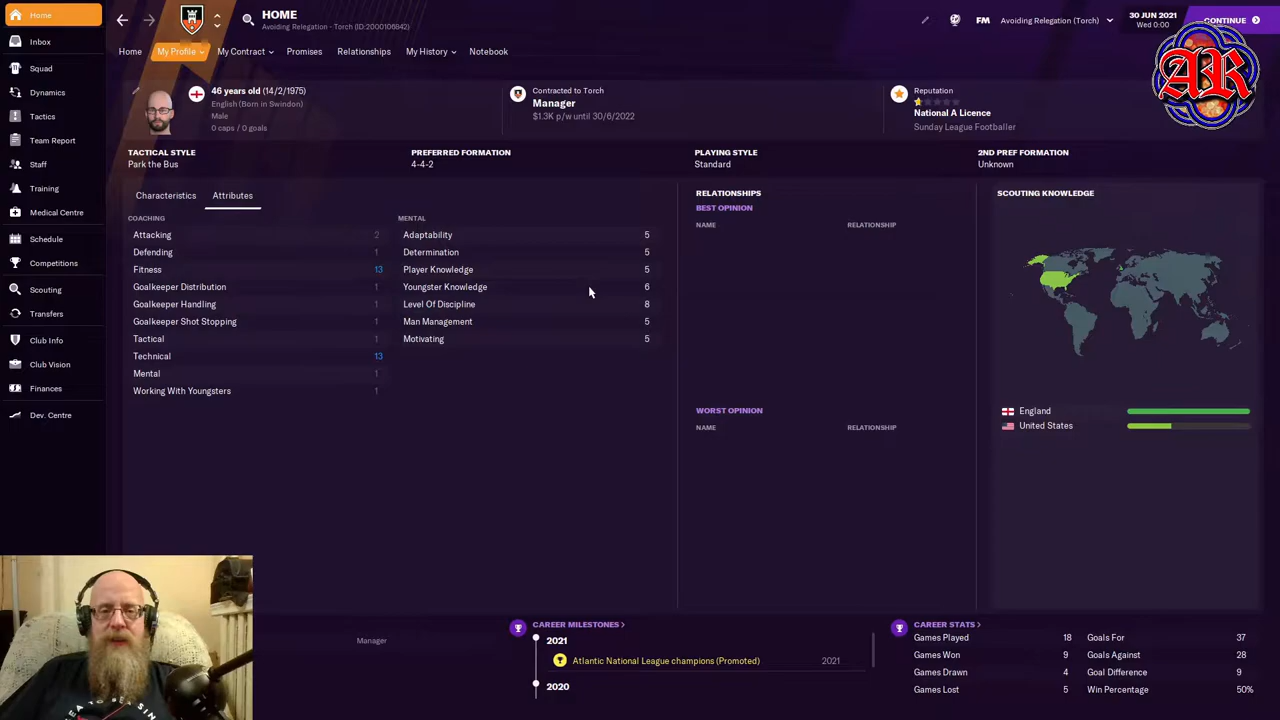 Home
HOME
Avoiding Relegation - Torch (ID:2000106642)
FM
Avoiding Relegation (Torch)
30 JUN 2021
Wed 0:00
CONTINUE
AR
Home
My Profile
My Contract
Promises
Relationships
My History
Notebook
Inbox
Squad
Dynamics
Tactics
Team Report
Staff
Training
Medical Centre
Schedule
Competitions
Scouting
Transfers
Club Info
Club Vision
Finances
Dev. Centre
46 years old (14/2/1975)
English (Born in Swindon)
Male
0 caps / 0 goals
Contracted to Torch
Manager
$1.3K p/w until 30/6/2022
Reputation
National A Licence
Sunday League Footballer
TACTICAL STYLE
Park the Bus
PREFERRED FORMATION
4-4-2
PLAYING STYLE
Standard
2ND PREF FORMATION
Unknown
Characteristics
Attributes
COACHING
Attacking 2
Defending 1
Fitness 13
Goalkeeper Distribution 1
Goalkeeper Handling 1
Goalkeeper Shot Stopping 1
Tactical 1
Technical 13
Mental 1
Working With Youngsters 1
MENTAL
Adaptability 5
Determination 5
Player Knowledge 5
Youngster Knowledge 6
Level Of Discipline 8
Man Management 5
Motivating 5
RELATIONSHIPS
BEST OPINION
NAME RELATIONSHIP
WORST OPINION
NAME RELATIONSHIP
SCOUTING KNOWLEDGE
England
United States
Manager
CAREER MILESTONES >
2021
Atlantic National League champions (Promoted) 2021
2020
CAREER STATS >
Games Played 18 Goals For 37
Games Won 9 Goals Against 28
Games Drawn 4 Goal Difference 9
Games Lost 5 Win Percentage 50%